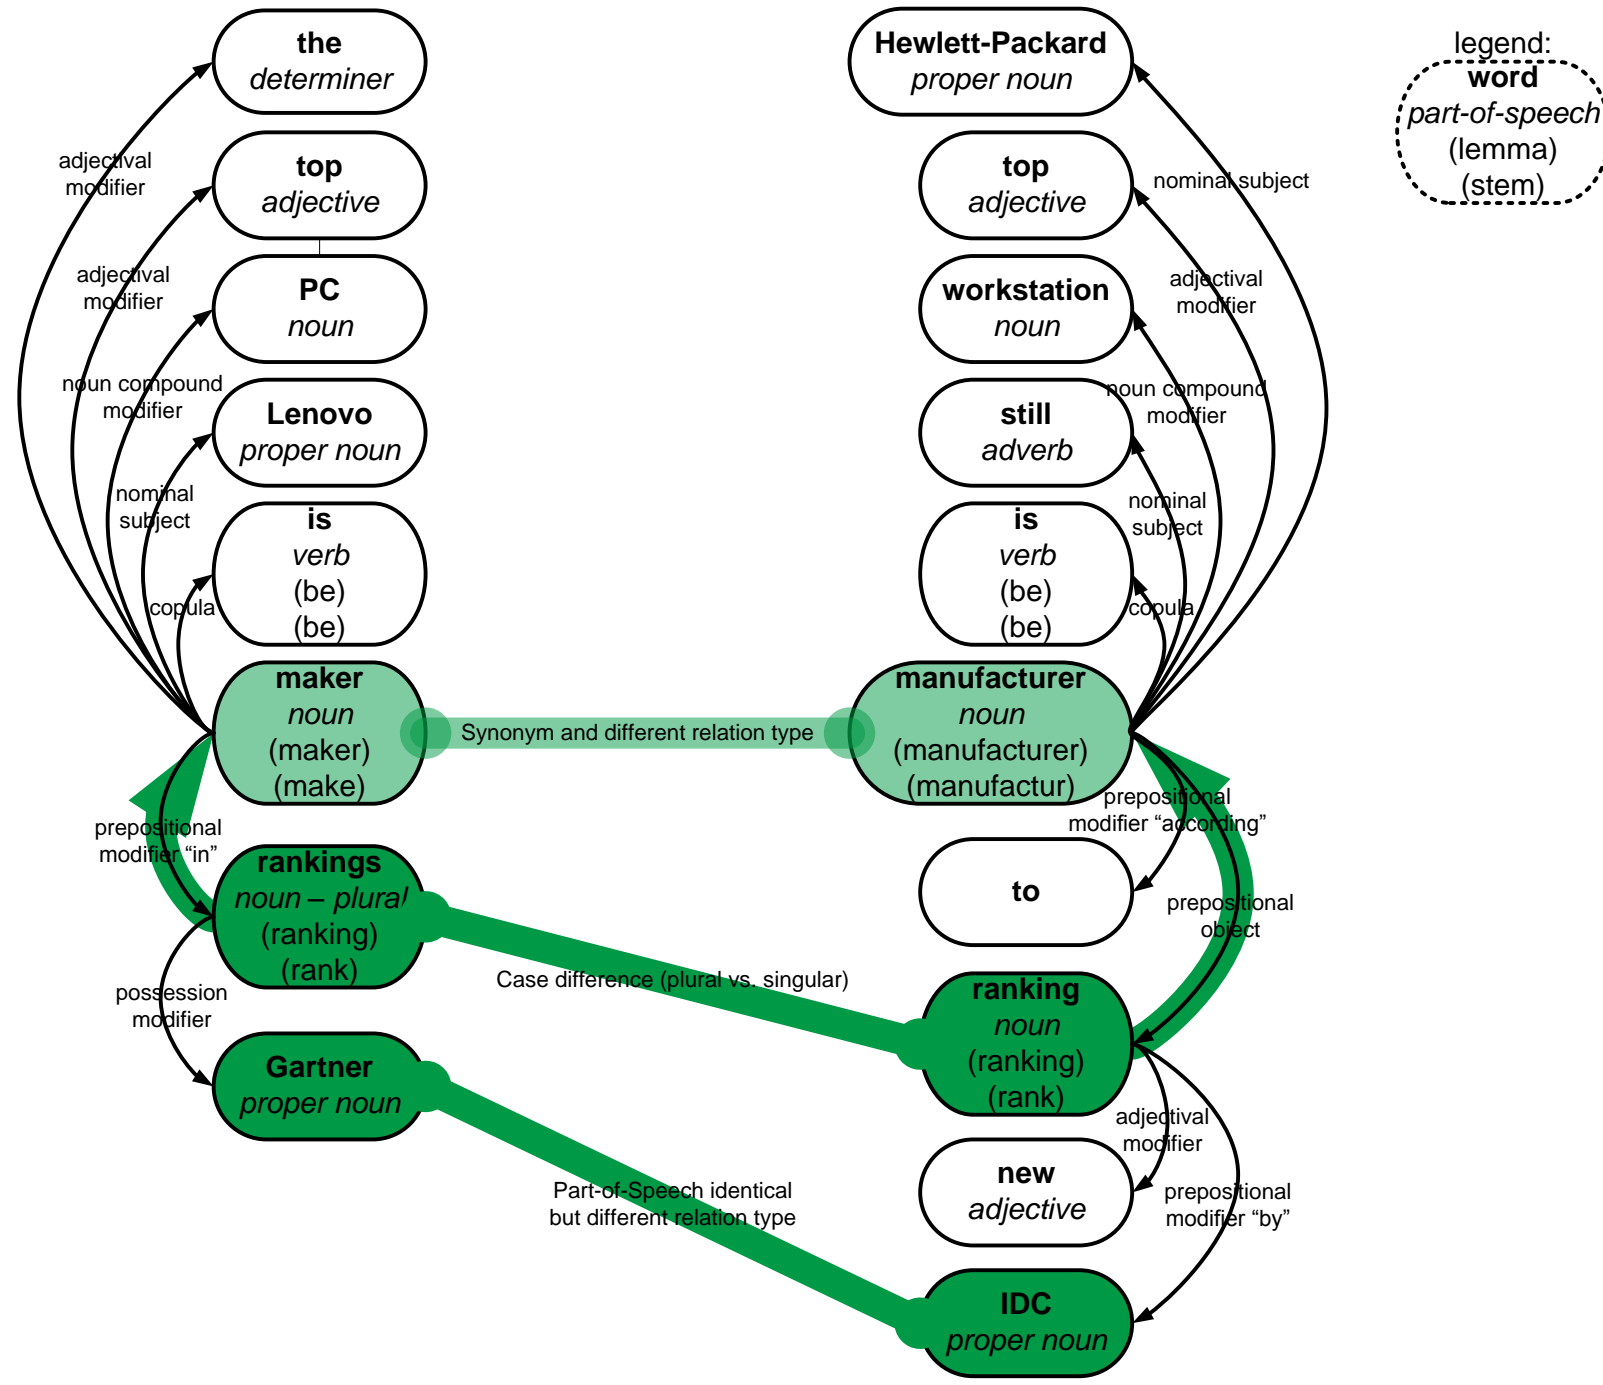 the
determiner
adjectival
modifier
top
adjective
adjectival
modifier
PC
noun
noun compound
modifier
Lenovo
proper noun
nominal
subject
is
verb
(be)
(be)
copula
maker
noun
(maker)
(make)
prepositional
modifier “in”
rankings
noun – plural
(ranking)
(rank)
possession
modifier
Gartner
proper noun
Synonym and different relation type
Case difference (plural vs. singular)
Part-of-Speech identical
but different relation type
Hewlett-Packard
proper noun
nominal subject
top
adjective
adjectival
modifier
workstation
noun
noun compound
modifier
still
adverb
nominal
subject
is
verb
(be)
(be)
copula
manufacturer
noun
(manufacturer)
(manufactur)
prepositional
modifier “according”
to
prepositional
object
ranking
noun
(ranking)
(rank)
adjectival
modifier
new
adjective
prepositional
modifier “by”
IDC
proper noun
legend:
word
part-of-speech
(lemma)
(stem)